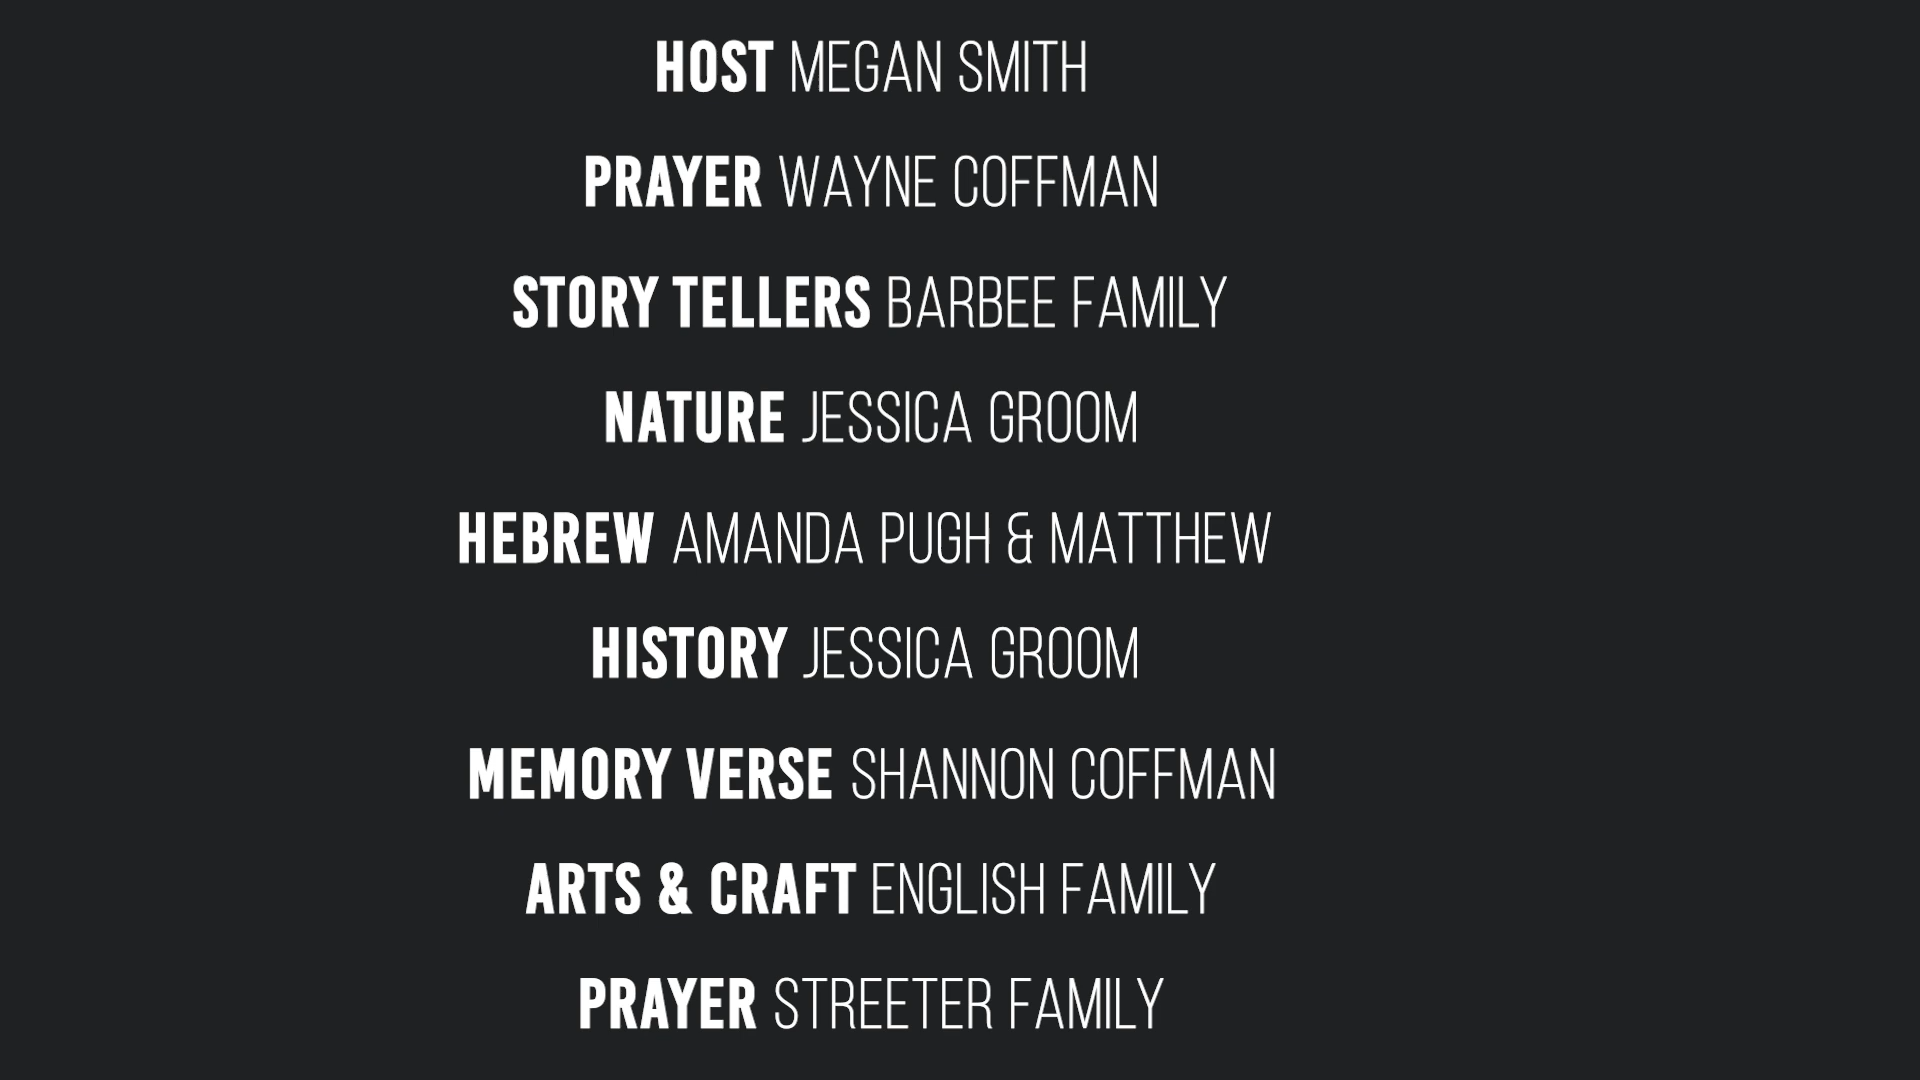 HOST MEGAN SMITH
PRAYER WAYNE COFFMAN
STORY TELLERS BARBEE FAMILY
NATURE JESSICA GROOM
HEBREW AMANDA PUGH & MATTHEW
HISTORY JESSICA GROOM
MEMORY VERSE SHANNON COFFMAN
ARTS & CRAFT ENGLISH FAMILY
PRAYER STREETER FAMILY